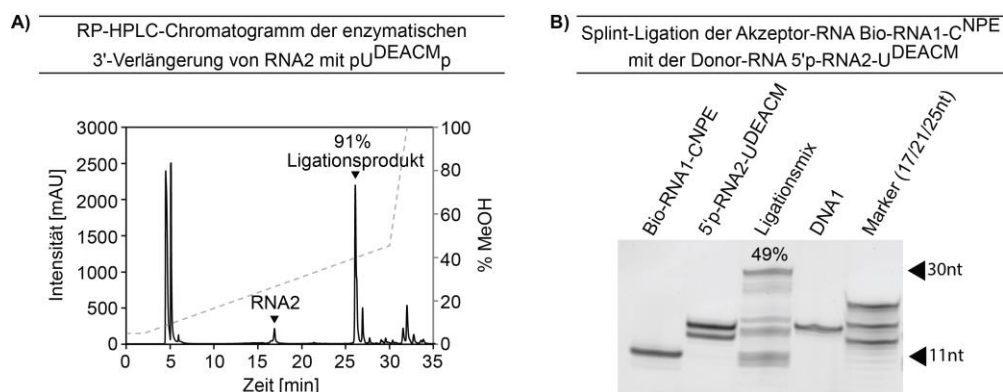 A)
RP-HPLC-Chromatogramm der enzymatischen
3'-Verlängerung von RNA2 mit pU^DEACM p
Intensität [mAU]
3000
2500
2000
1500
1000
500
0
91%
Ligationsprodukt
RNA2
100
80
60
40
20
0
% MeOH
0 5 10 15 20 25 30 35
Zeit [min]
B)
Splint-Ligation der Akzeptor-RNA Bio-RNA1-C^NPE
mit der Donor-RNA 5'p-RNA2-U^DEACM
Bio-RNA1-C^NPE
5'p-RNA2-U^DEACM
Ligationsmix
DNA1
Marker (17/21/25nt)
49%
30nt
11nt